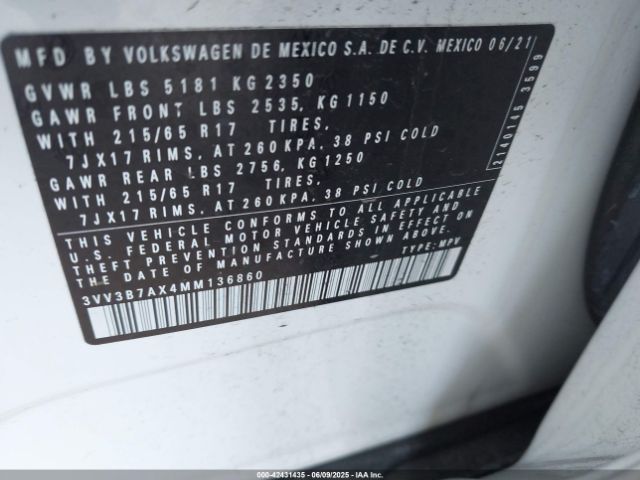 MFD BY VOLKSWAGEN DE MEXICO S.A. DE C.V. MEXICO 06/21
GVWR LBS 5181 KG 2350
GAWR FRONT LBS 2535, KG 1150
WITH 215/65 R17 TIRES,
7JX17 RIMS, AT 260 KPA, 38 PSI COLD
GAWR REAR LBS 2756, KG 1250
WITH 215/65 R17 TIRES,
7JX17 RIMS, AT 260 KPA, 38 PSI COLD
THIS VEHICLE CONFORMS TO ALL APPLICABLE
U.S. FEDERAL MOTOR VEHICLE SAFETY AND
THEFT PREVENTION STANDARDS IN EFFECT ON
DATE OF MANUFACTURE SHOWN ABOVE.
3VV3B7AX4MM136860 TYPE: MPV
2140145 3599
000-42431435 - 06/09/2025 - IAA Inc.